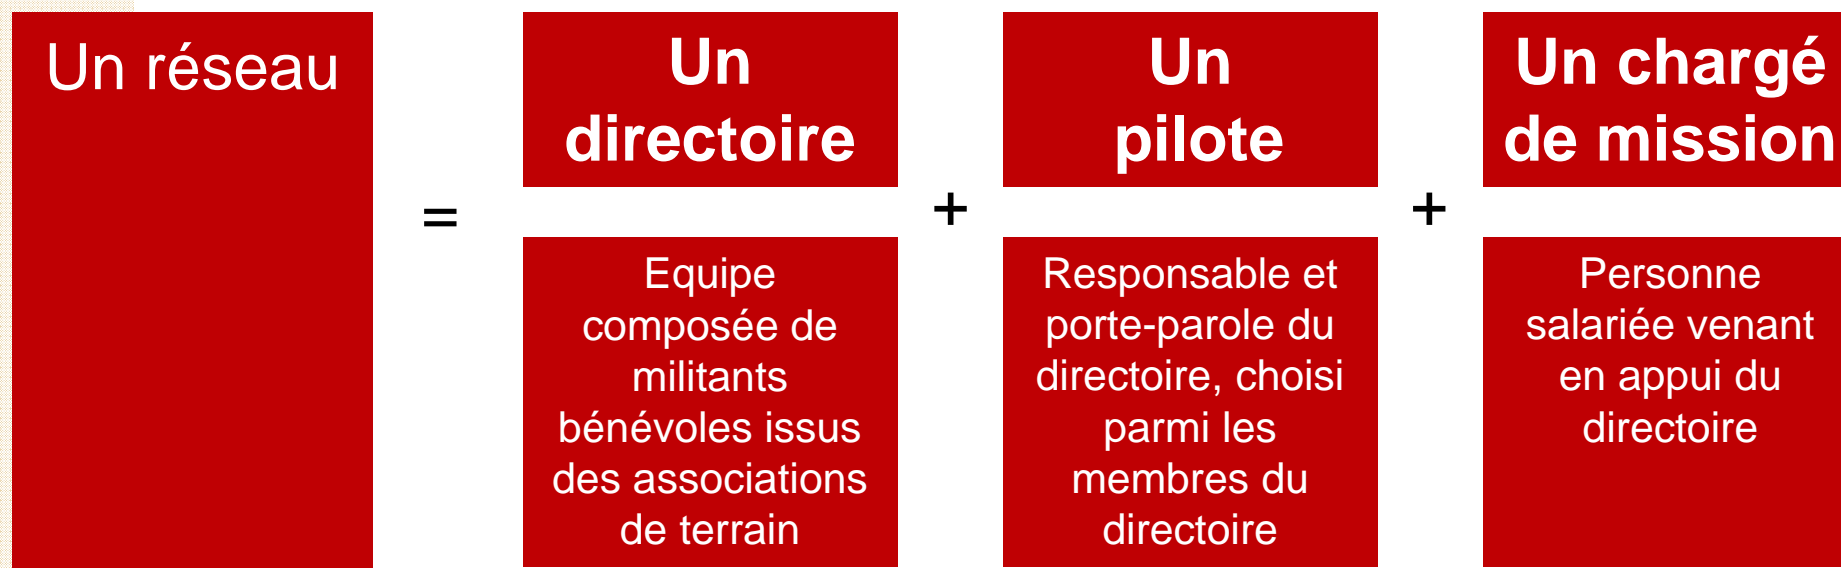 Un réseau
=
Un
directoire
Equipe
composée de
militants
bénévoles issus
des associations
de terrain
+
Un
pilote
Responsable et
porte-parole du
directoire, choisi
parmi les
membres du
directoire
+
Un chargé
de mission
Personne
salariée venant
en appui du
directoire